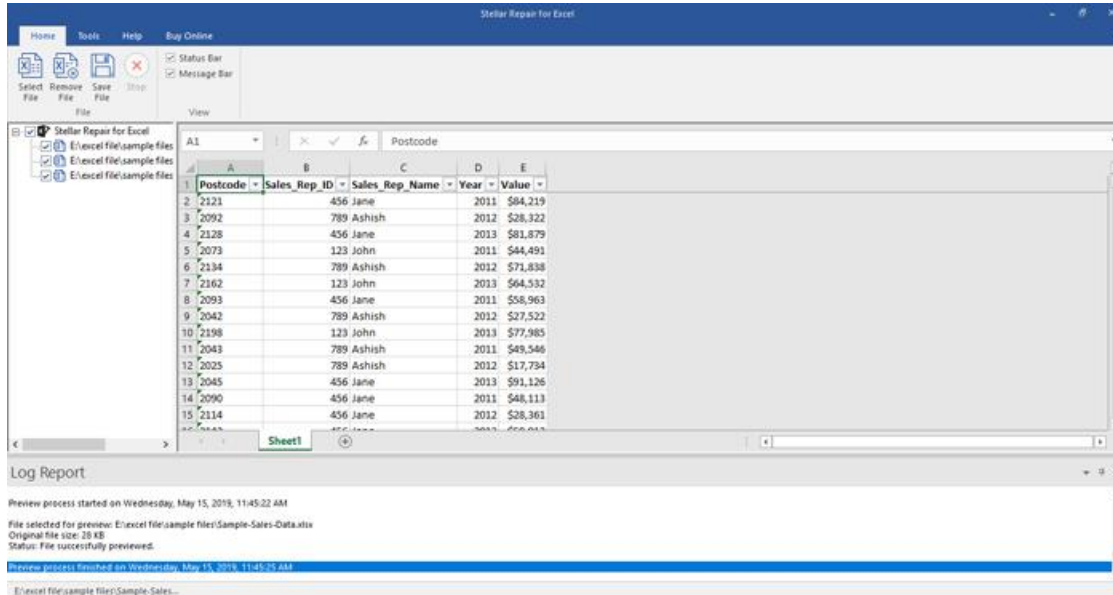 Stellar Repair for Excel
Home Tools Help Buy Online
Select File Remove File Save File Stop
Status Bar
Message Bar
File View
Stellar Repair for Excel
E:\excel file\sample files
E:\excel file\sample files
E:\excel file\sample files
A1 fx Postcode
A B C D E
1 Postcode Sales_Rep_ID Sales_Rep_Name Year Value
2 2121 456 Jane 2011 $84,219
3 2092 789 Ashish 2012 $28,322
4 2128 456 Jane 2013 $81,879
5 2073 123 John 2011 $44,491
6 2134 789 Ashish 2012 $71,838
7 2162 123 John 2013 $64,532
8 2093 456 Jane 2011 $58,963
9 2042 789 Ashish 2012 $27,522
10 2198 123 John 2013 $77,985
11 2043 789 Ashish 2011 $49,546
12 2025 789 Ashish 2012 $17,734
13 2045 456 Jane 2013 $91,126
14 2090 456 Jane 2011 $48,113
15 2114 456 Jane 2012 $28,361
Sheet1
Log Report
Preview process started on Wednesday, May 15, 2019, 11:45:22 AM
File selected for preview: E:\excel file\sample files\Sample-Sales-Data.xlsx
Original file size: 28 KB
Status: File successfully previewed.
Preview process finished on Wednesday, May 15, 2019, 11:45:25 AM
E:\excel file\sample files\Sample-Sales...